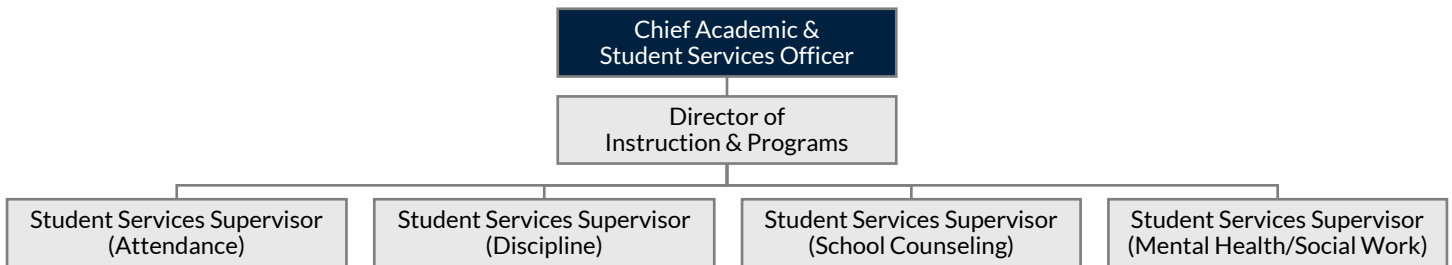 Chief Academic &
Student Services Officer
Director of
Instruction & Programs
Student Services Supervisor
(Attendance)
Student Services Supervisor
(Discipline)
Student Services Supervisor
(School Counseling)
Student Services Supervisor
(Mental Health/Social Work)